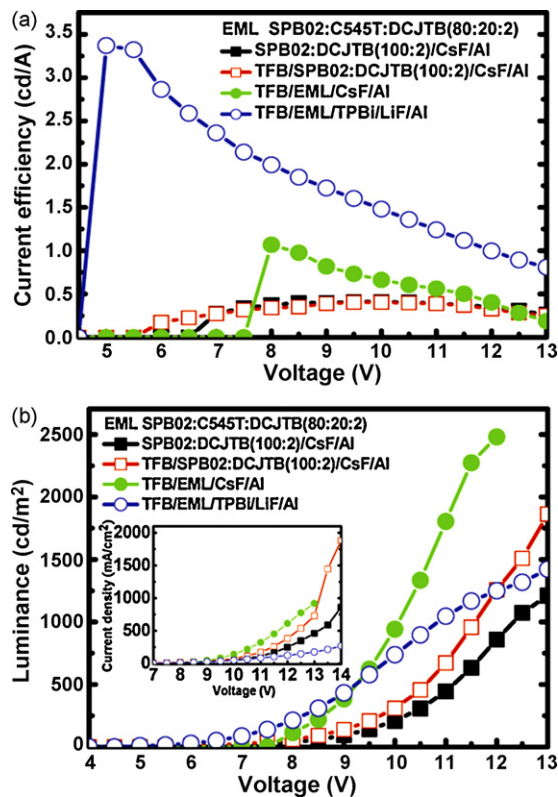 (a)
EML SPB02:C545T:DCJTB(80:20:2)
SPB02:DCJTB(100:2)/CsF/Al
TFB/SPB02:DCJTB(100:2)/CsF/Al
TFB/EML/CsF/Al
TFB/EML/TPBi/LiF/Al
Current efficiency (cd/A)
3.5
3.0
2.5
2.0
1.5
1.0
0.5
0.0
5 6 7 8 9 10 11 12 13
Voltage (V)
(b)
EML SPB02:C545T:DCJTB(80:20:2)
SPB02:DCJTB(100:2)/CsF/Al
TFB/SPB02:DCJTB(100:2)/CsF/Al
TFB/EML/CsF/Al
TFB/EML/TPBi/LiF/Al
Luminance (cd/m²)
2500
2000
1500
1000
500
0
Current density (mA/cm²)
2000
1500
1000
500
0
7 8 9 10 11 12 13 14
Voltage (V)
4 5 6 7 8 9 10 11 12 13
Voltage (V)